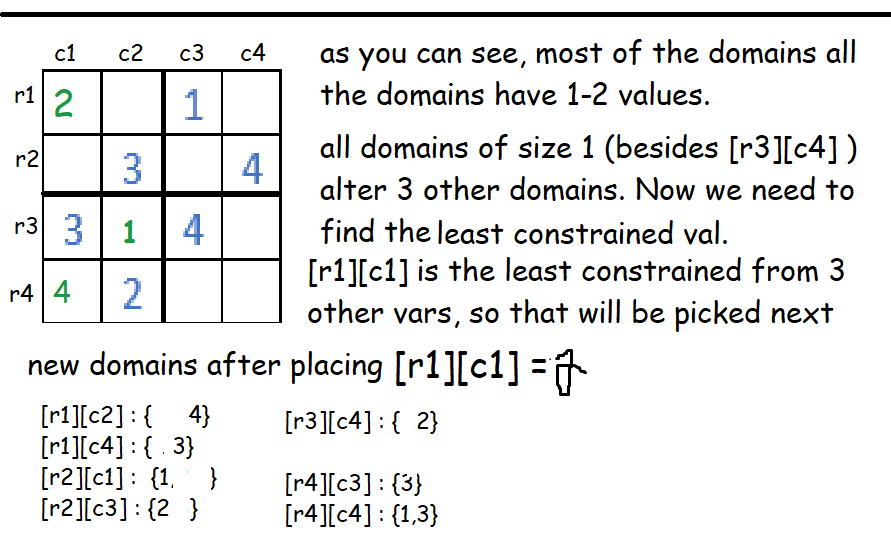 c1 c2 c3 c4
as you can see, most of the domains all
the domains have 1-2 values.
r1 2 1
r2 3 4
all domains of size 1 (besides [r3][c4] )
alter 3 other domains. Now we need to
find the least constrained val.
r3 3 1 4
[r1][c1] is the least constrained from 3
other vars, so that will be picked next
r4 4 2
new domains after placing [r1][c1] =
[r1][c2] : { 4}
[r1][c4] : { 3}
[r2][c1] : {1, }
[r2][c3] : {2 }
[r3][c4] : { 2}
[r4][c3] : {3}
[r4][c4] : {1,3}